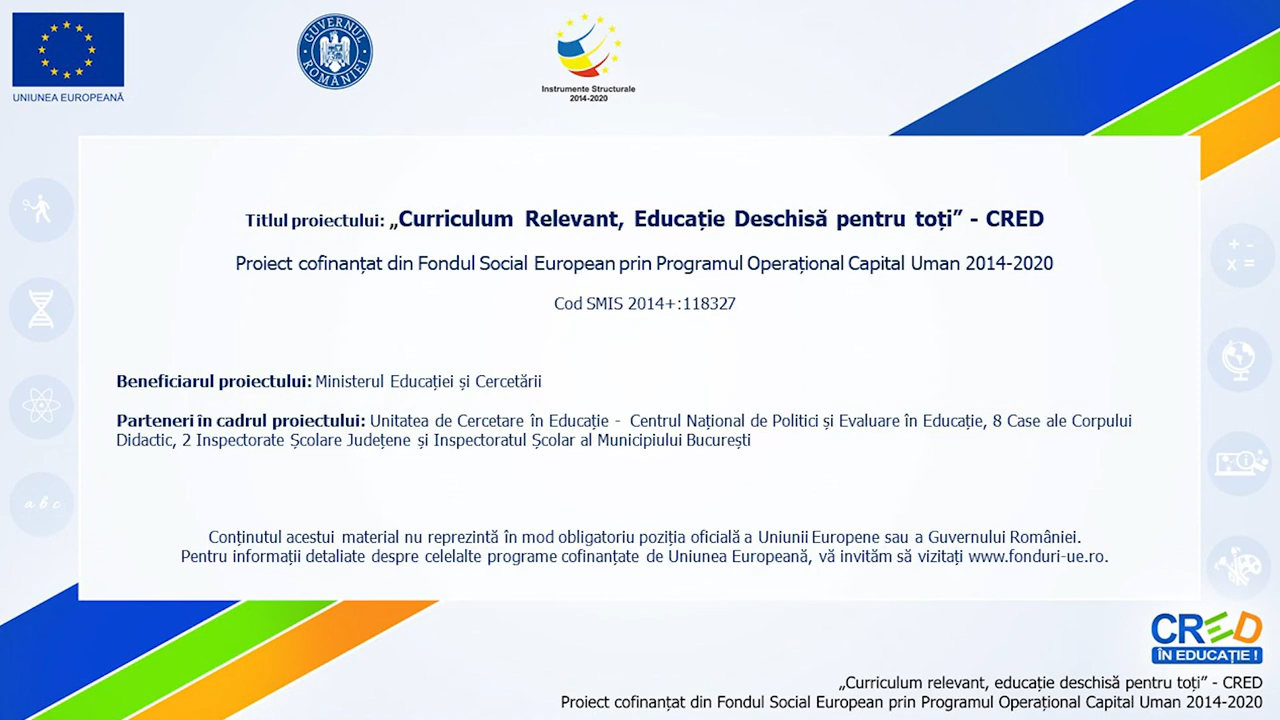 UNIUNEA EUROPEANĂ
GUVERNUL ROMÂNIEI
Instrumente Structurale
2014-2020
Titlul proiectului: „Curriculum Relevant, Educație Deschisă pentru toți” - CRED
Proiect cofinanțat din Fondul Social European prin Programul Operațional Capital Uman 2014-2020
Cod SMIS 2014+:118327
Beneficiarul proiectului: Ministerul Educației și Cercetării
Parteneri în cadrul proiectului: Unitatea de Cercetare în Educație - Centrul Național de Politici și Evaluare în Educație, 8 Case ale Corpului
Didactic, 2 Inspectorate Școlare Județene și Inspectoratul Școlar al Municipiului București
a b c
Conținutul acestui material nu reprezintă în mod obligatoriu poziția oficială a Uniunii Europene sau a Guvernului României.
Pentru informații detaliate despre celelalte programe cofinanțate de Uniunea Europeană, vă invităm să vizitați www.fonduri-ue.ro.
+ -
x =
CRED
ÎN EDUCAȚIE !
„Curriculum relevant, educație deschisă pentru toți” - CRED
Proiect cofinanțat din Fondul Social European prin Programul Operațional Capital Uman 2014-2020